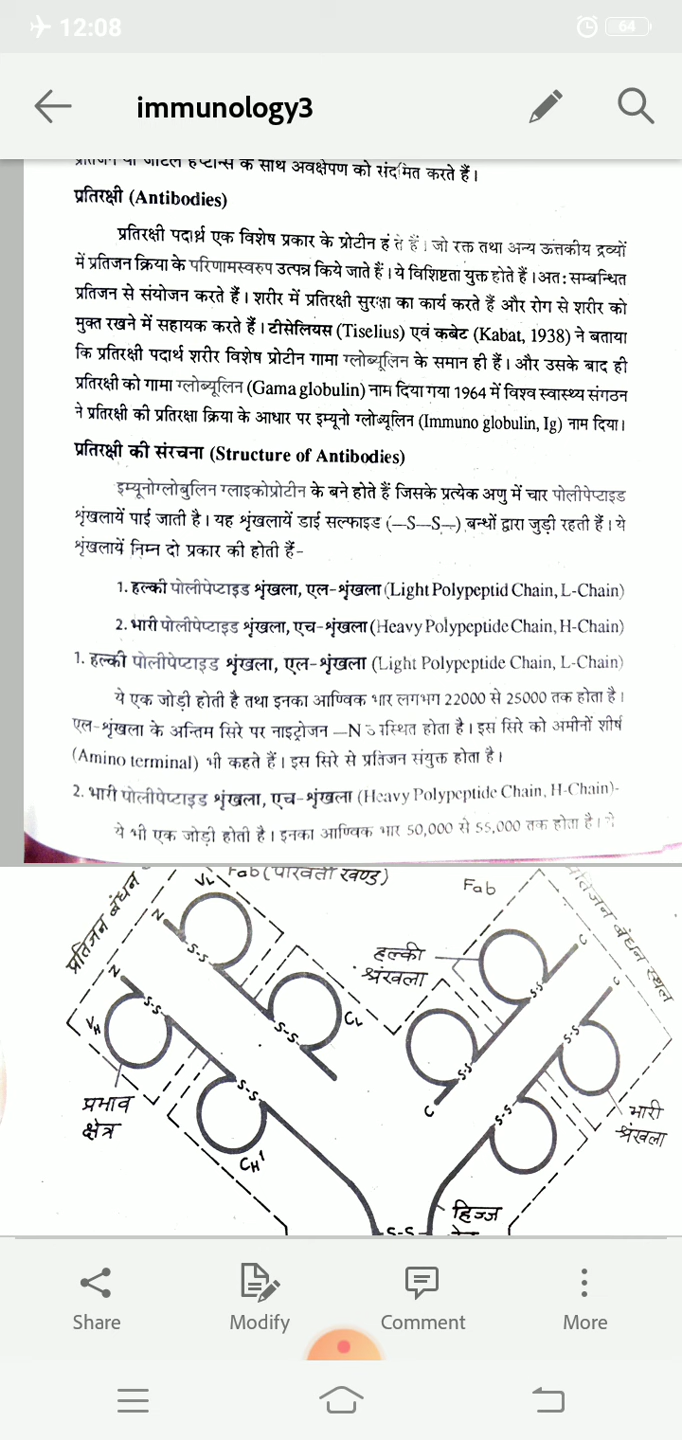 12:08
64
immunology3
के साथ अवक्षेपण को संदर्मित करते हैं।
प्रतिरक्षी (Antibodies)
प्रतिरक्षी पदार्थ एक विशेष प्रकार के प्रोटीन हं ते हैं। जो रक्त तथा अन्य ऊत्तकीय द्रव्यों
में प्रतिजन क्रिया के परिणामस्वरुप उत्पन्न किये जाते हैं। ये विशिष्टता युक्त होते हैं। अत: सम्बन्धित
प्रतिजन से संयोजन करते हैं। शरीर में प्रतिरक्षी सुरक्षा का कार्य करते हैं और रोग से शरीर को
मुक्त रखने में सहायक करते हैं। टीसेलियस (Tiselius) एवं कबेट (Kabat, 1938) ने बताया
कि प्रतिरक्षी पदार्थ शरीर विशेष प्रोटीन गामा ग्लोब्यूलिन के समान ही हैं। और उसके बाद ही
प्रतिरक्षी को गामा ग्लोब्यूलिन (Gama globulin) नाम दिया गया 1964 में विश्व स्वास्थ्य संगठन
ने प्रतिरक्षी की प्रतिरक्षा क्रिया के आधार पर इम्यूनो ग्लोब्यूलिन (Immuno globulin, Ig) नाम दिया।
प्रतिरक्षी की संरचना (Structure of Antibodies)
इम्यूनोग्लोबुलिन ग्लाइकोप्रोटीन के बने होते हैं जिसके प्रत्येक अणु में चार पोलीपेप्टाइड
शृंखलायें पाई जाती है। यह शृंखलायें डाई सल्फाइड (—S—S—) बन्धों द्वारा जुड़ी रहती हैं। ये
शृंखलायें निम्न दो प्रकार की होती हैं-
1. हल्की पोलीपेप्टाइड शृंखला, एल-शृंखला (Light Polypeptid Chain, L-Chain)
2. भारी पोलीपेप्टाइड शृंखला, एच-शृंखला (Heavy Polypeptide Chain, H-Chain)
1. हल्की पोलीपेप्टाइड शृंखला, एल-शृंखला (Light Polypeptide Chain, L-Chain)
ये एक जोड़ी होती है तथा इनका आण्विक भार लगभग 22000 से 25000 तक होता है।
एल-शृंखला के अन्तिम सिरे पर नाइट्रोजन —N स्थित होता है। इस सिरे को अमीनों शीर्ष
(Amino terminal) भी कहते हैं। इस सिरे से प्रतिजन संयुक्त होता है।
2. भारी पोलीपेप्टाइड शृंखला, एच-शृंखला (Heavy Polypeptide Chain, H-Chain)-
ये भी एक जोड़ी होती है। इनका आण्विक भार 50,000 से 55,000 तक होता है। ये
प्रतिजन बंधन
VL
Fab (पार्श्वर्ती खण्ड)
Fab
प्रतिजन बंधन स्थल
N
S-S
हल्की
श्रंखला
S-S
C
N
S-S
S-S
CL
S-S
C
VH
S-S
S-S
C
S-S
प्रभाव
क्षेत्र
भारी
श्रंखला
CH¹
हिञ्ज
S-S
Share
Modify
Comment
More